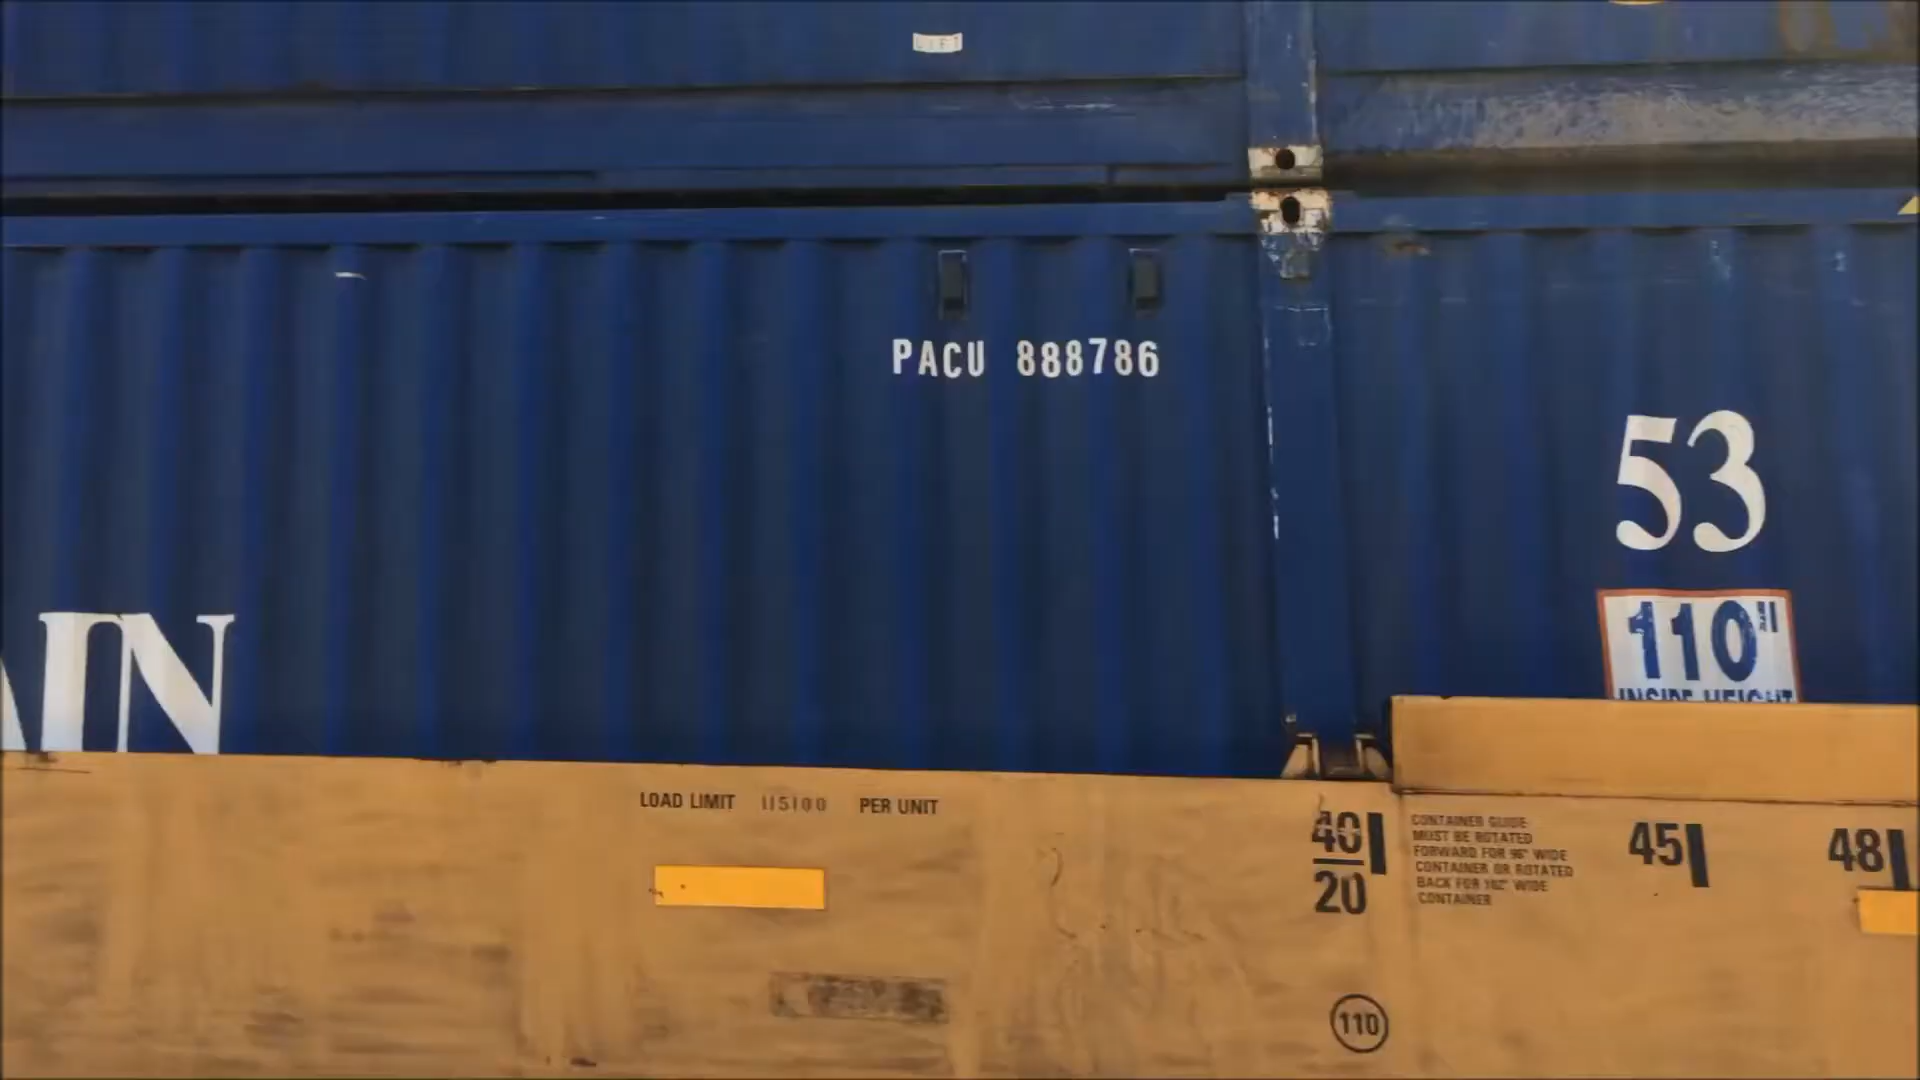 LIFT
PACU 888786
53
110"
INSIDE HEIGHT
IN
LOAD LIMIT 115100 PER UNIT
40
20
CONTAINER GUIDE
MUST BE ROTATED
FORWARD FOR 96" WIDE
CONTAINER OR ROTATED
BACK FOR 102" WIDE
CONTAINER
45
48
110